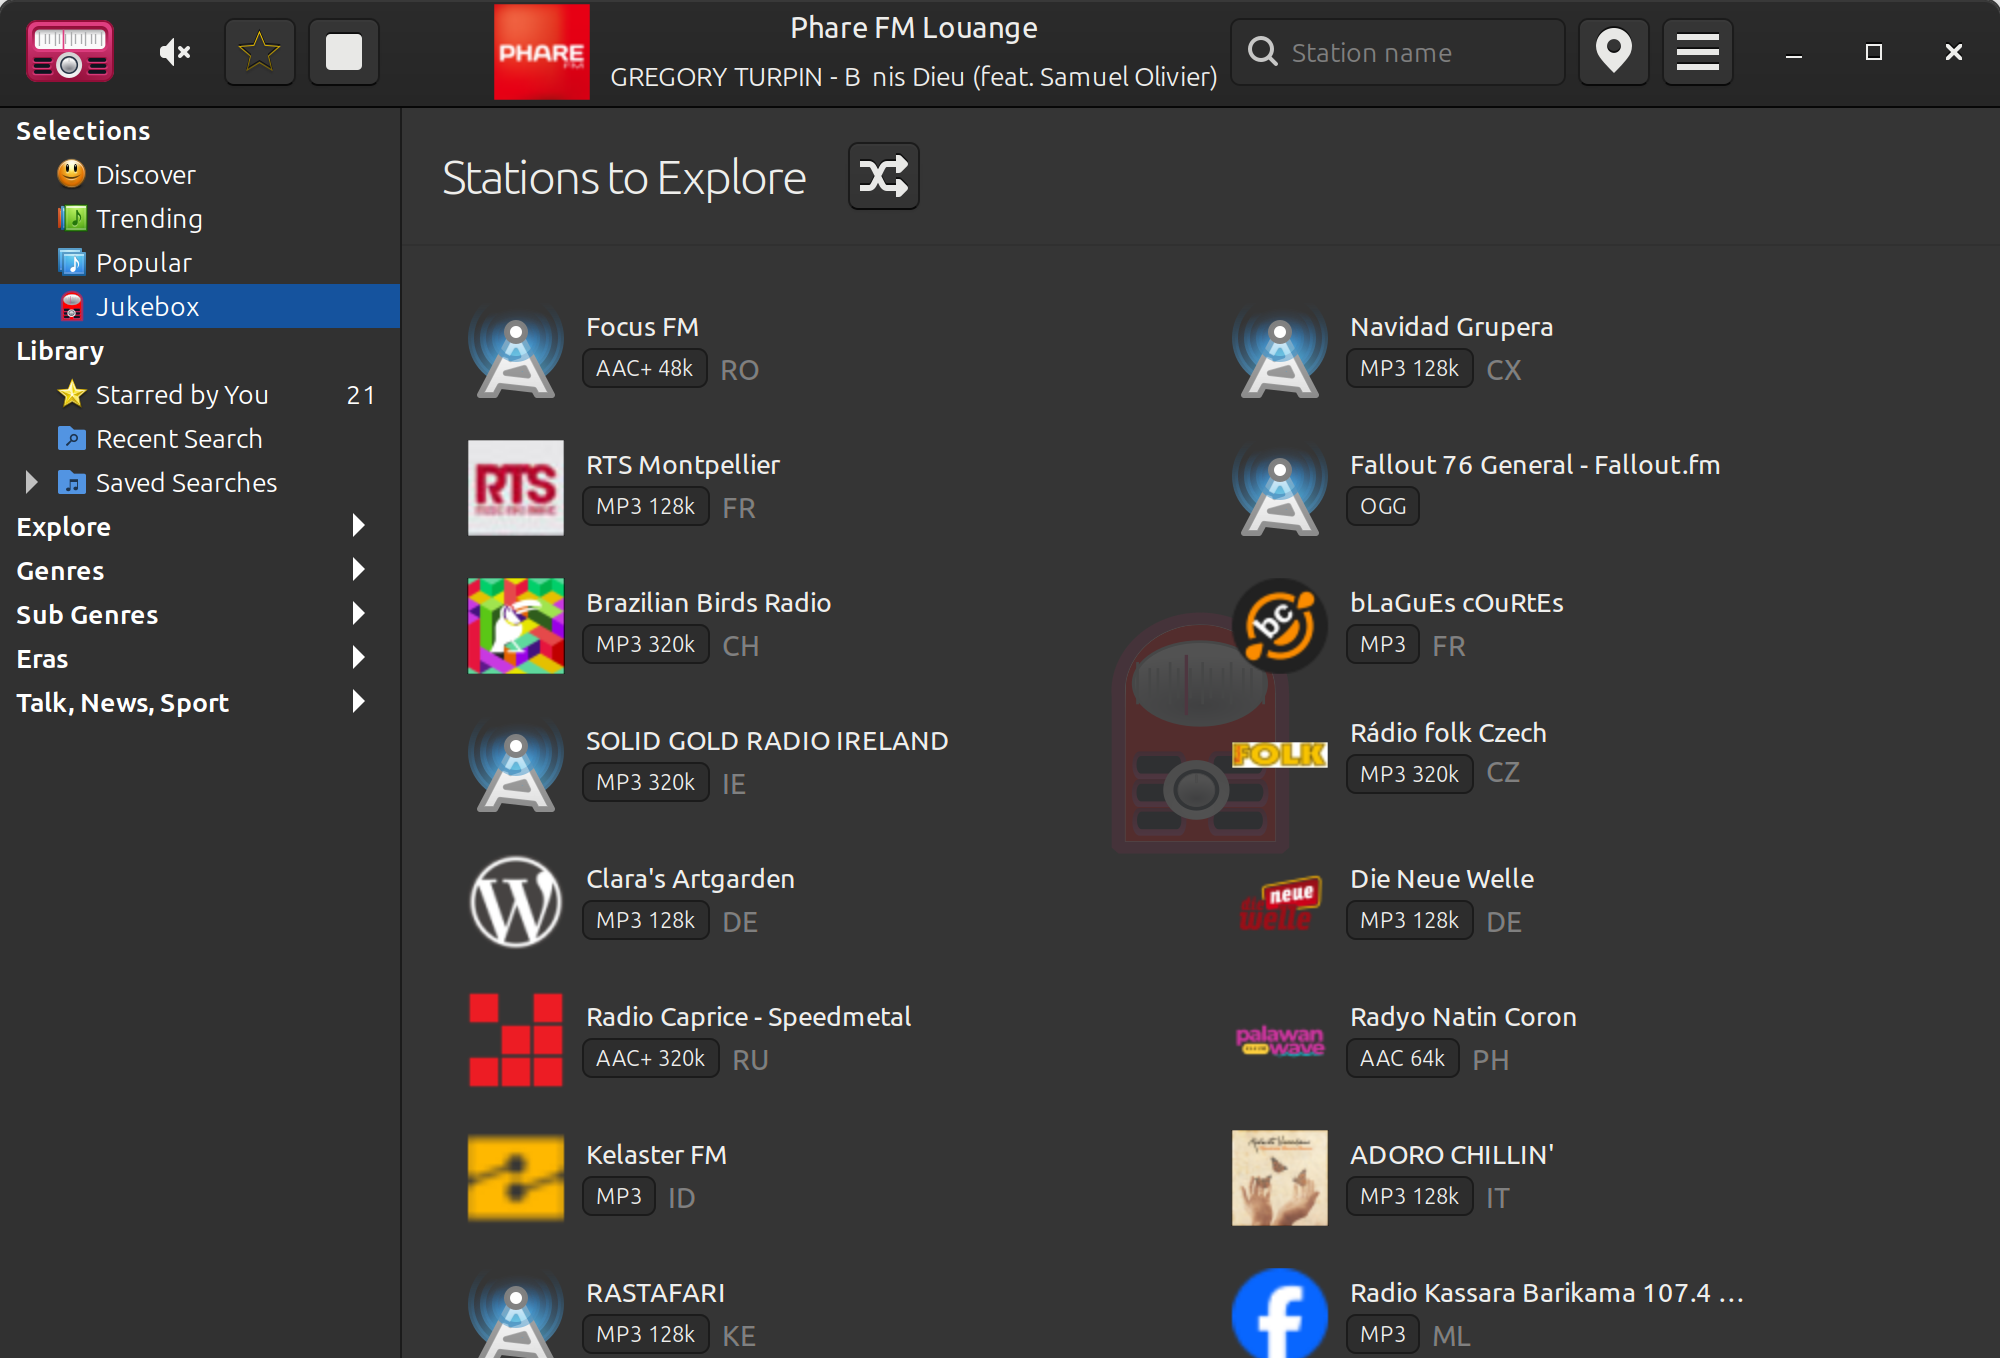 PHARE
FM
Phare FM Louange
GREGORY TURPIN - B nis Dieu (feat. Samuel Olivier)
Station name
Selections
Discover
Trending
Popular
Jukebox
Library
Starred by You 21
Recent Search
Saved Searches
Explore
Genres
Sub Genres
Eras
Talk, News, Sport
Stations to Explore
Focus FM
AAC+ 48k RO
Navidad Grupera
MP3 128k CX
RTS
RTS Montpellier
MP3 128k FR
Fallout 76 General - Fallout.fm
OGG
Brazilian Birds Radio
MP3 320k CH
bc
bLaGuEs cOuRtEs
MP3 FR
SOLID GOLD RADIO IRELAND
MP3 320k IE
FOLK
Rádio folk Czech
MP3 320k CZ
Clara's Artgarden
MP3 128k DE
die neue
welle
Die Neue Welle
MP3 128k DE
Radio Caprice - Speedmetal
AAC+ 320k RU
palawan
wave
Radyo Natin Coron
AAC 64k PH
Kelaster FM
MP3 ID
ADORO CHILLIN'
MP3 128k IT
RASTAFARI
MP3 128k KE
Radio Kassara Barikama 107.4 ...
MP3 ML